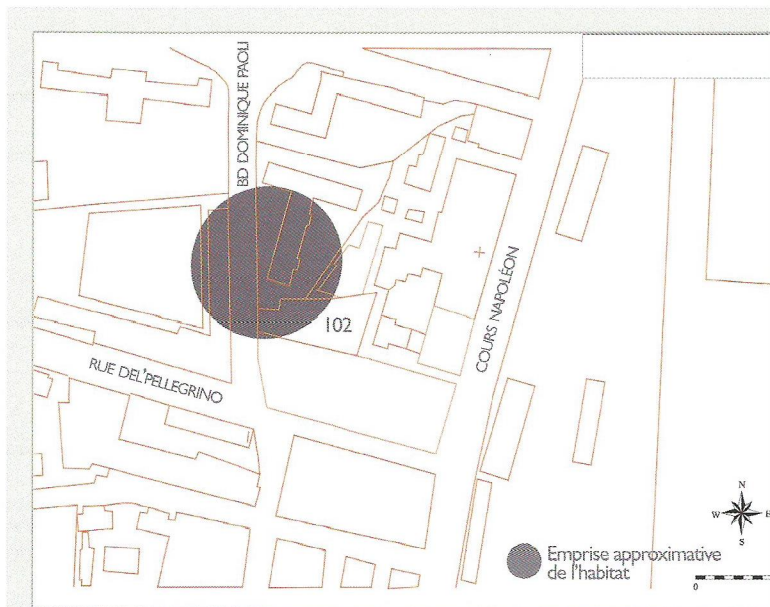 BD DOMINIQUE PAOLI
COURS NAPOLÉON
102
RUE DEL'PELLEGRINO
N
W
E
S
Emprise approximative
de l'habitat
0